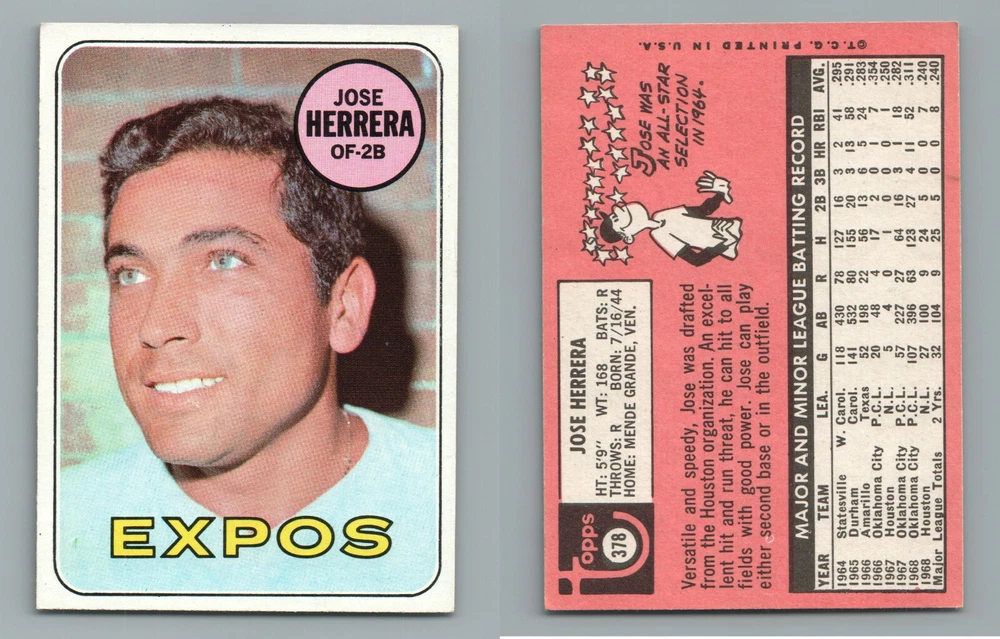 JOSE
HERRERA
OF-2B
EXPOS
topps
378
JOSE HERRERA
HT: 5'9" WT: 168 BATS: R
THROWS: R BORN: 7/16/44
HOME: MENDE GRANDE, VEN.
JOSE WAS
AN ALL-STAR
SELECTION
IN 1964.
Versatile and speedy, Jose was drafted
from the Houston organization. An excel-
lent hit and run threat, he can hit to all
fields with good power. Jose can play
either second base or in the outfield.
MAJOR AND MINOR LEAGUE BATTING RECORD
YEAR TEAM LEA. G AB R H 2B 3B HR RBI AVG.
1964 Statesville W. Carol. 118 430 78 127 16 3 2 41 .295
1965 Durham Carol. 141 532 80 155 20 3 13 58 .291
1966 Amarillo Texas 52 198 22 56 13 6 5 24 .283
1966 Oklahoma City P.C.L. 20 48 4 17 2 0 1 7 .354
1967 Houston N.L. 5 4 0 1 0 0 0 1 .250
1967 Oklahoma City P.C.L. 57 227 27 64 16 3 1 18 .282
1968 Oklahoma City P.C.L. 107 396 63 123 27 4 11 52 .311
1968 Houston N.L. 27 100 9 24 5 0 0 7 .240
Major League Totals 2 Yrs. 32 104 9 25 5 0 0 8 .240
©T.C.G. PRINTED IN U.S.A.